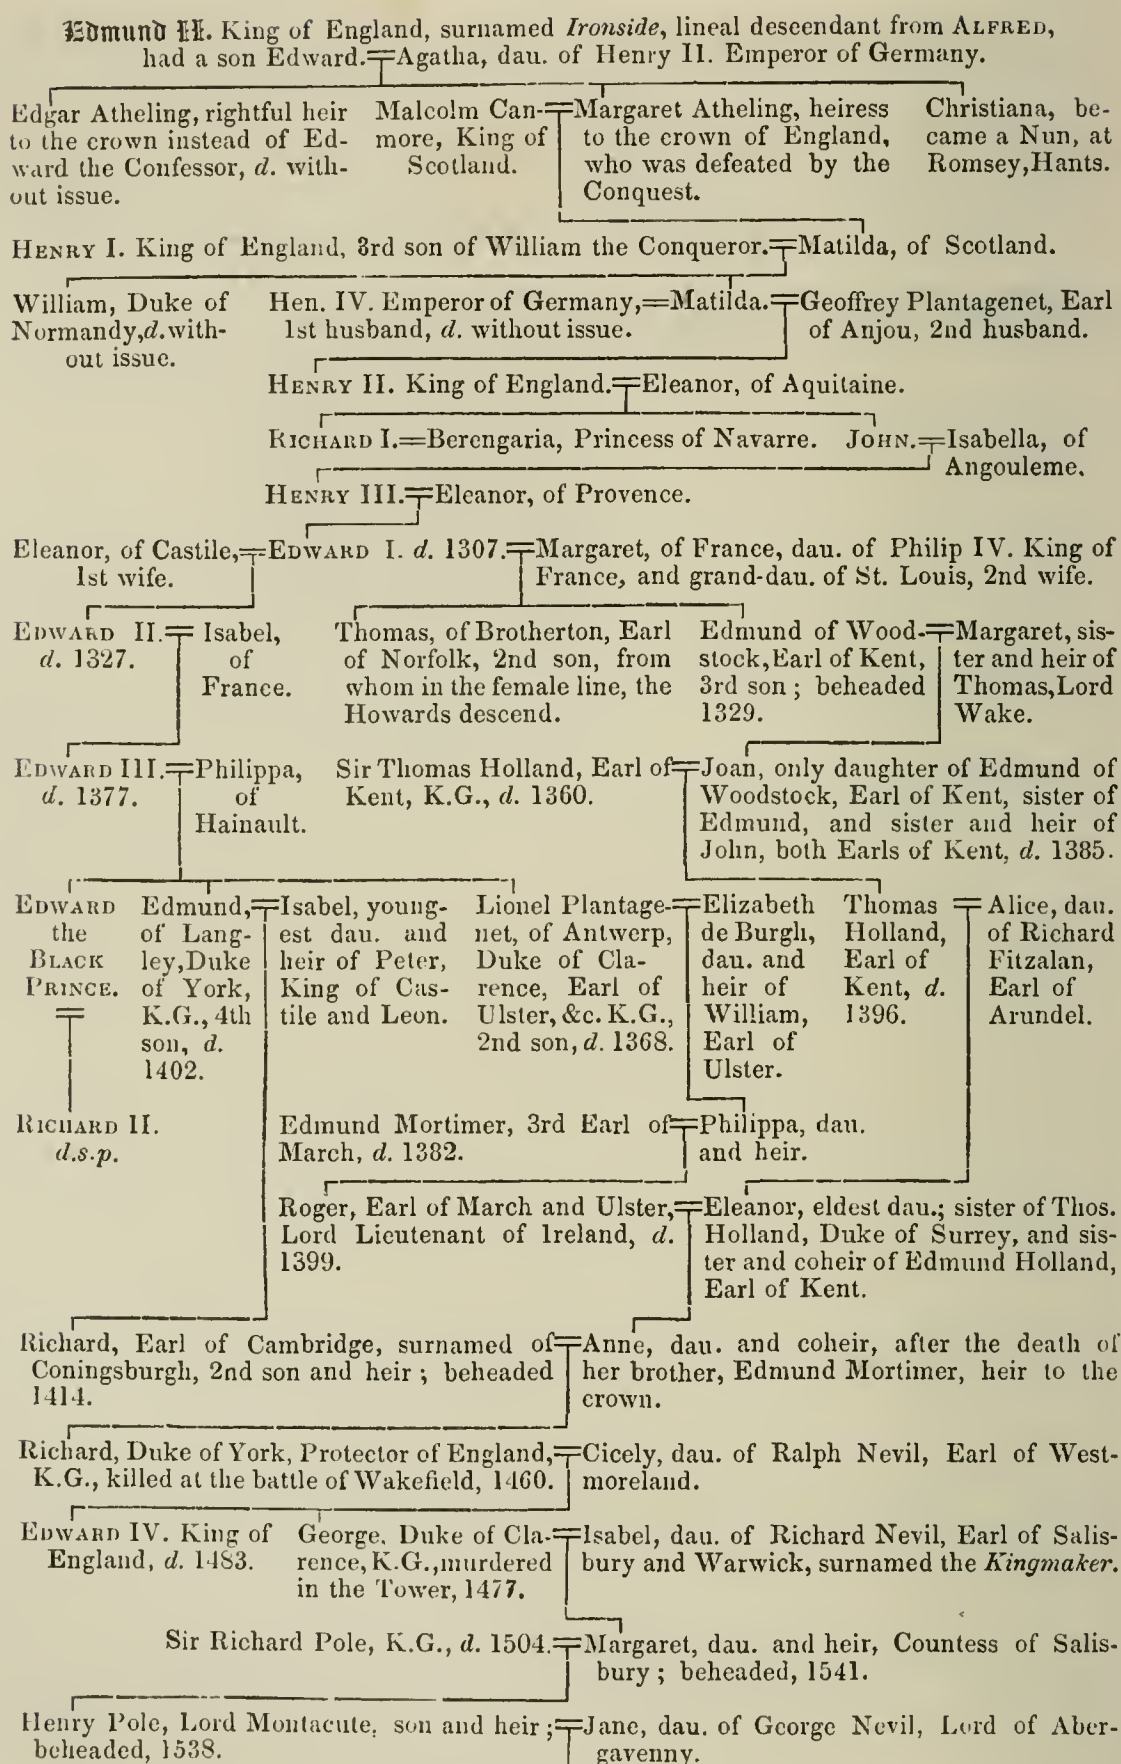 Edmund II. King of England, surnamed Ironside, lineal descendant from ALFRED,
had a son Edward.=Agatha, dau. of Henry II. Emperor of Germany.
Edgar Atheling, rightful heir
to the crown instead of Ed-
ward the Confessor, d. with-
out issue.
Malcolm Can-
more, King of
Scotland.
=Margaret Atheling, heiress
to the crown of England,
who was defeated by the
Conquest.
Christiana, be-
came a Nun, at
Romsey, Hants.
HENRY I. King of England, 3rd son of William the Conqueror.=Matilda, of Scotland.
William, Duke of
Normandy, d. with-
out issue.
Hen. IV. Emperor of Germany,=Matilda.=Geoffrey Plantagenet, Earl
1st husband, d. without issue.
of Anjou, 2nd husband.
HENRY II. King of England.=Eleanor, of Aquitaine.
RICHARD I.=Berengaria, Princess of Navarre.
JOHN.=Isabella, of
Angouleme.
HENRY III.=Eleanor, of Provence.
Eleanor, of Castile,=EDWARD I. d. 1307.=Margaret, of France, dau. of Philip IV. King of
1st wife.
France, and grand-dau. of St. Louis, 2nd wife.
EDWARD II.=
d. 1327.
Isabel,
of
France.
Thomas, of Brotherton, Earl
of Norfolk, 2nd son, from
whom in the female line, the
Howards descend.
Edmund of Wood-
stock, Earl of Kent,
3rd son; beheaded
1329.
=Margaret, sis-
ter and heir of
Thomas, Lord
Wake.
EDWARD III.=
d. 1377.
Philippa,
of
Hainault.
Sir Thomas Holland, Earl of
Kent, K.G., d. 1360.
=Joan, only daughter of Edmund of
Woodstock, Earl of Kent, sister of
Edmund, and sister and heir of
John, both Earls of Kent, d. 1385.
EDWARD
the
BLACK
PRINCE.
=
Edmund,
of Lang-
ley, Duke
of York,
K.G., 4th
son, d.
1402.
=Isabel, young-
est dau. and
heir of Peter,
King of Cas-
tile and Leon.
Lionel Plantage-
net, of Antwerp,
Duke of Cla-
rence, Earl of
Ulster, &c. K.G.,
2nd son, d. 1368.
=Elizabeth
de Burgh,
dau. and
heir of
William,
Earl of
Ulster.
Thomas
Holland,
Earl of
Kent, d.
1396.
=Alice, dau.
of Richard
Fitzalan,
Earl of
Arundel.
RICHARD II.
d.s.p.
Edmund Mortimer, 3rd Earl of
March, d. 1382.
=Philippa, dau.
and heir.
Roger, Earl of March and Ulster,
Lord Lieutenant of Ireland, d.
1399.
=Eleanor, eldest dau.; sister of Thos.
Holland, Duke of Surrey, and sis-
ter and coheir of Edmund Holland,
Earl of Kent.
Richard, Earl of Cambridge, surnamed of
Coningsburgh, 2nd son and heir; beheaded
1414.
=Anne, dau. and coheir, after the death of
her brother, Edmund Mortimer, heir to the
crown.
Richard, Duke of York, Protector of England,
K.G., killed at the battle of Wakefield, 1460.
=Cicely, dau. of Ralph Nevil, Earl of West-
moreland.
EDWARD IV. King of
England, d. 1483.
George, Duke of Cla-
rence, K.G., murdered
in the Tower, 1477.
=Isabel, dau. of Richard Nevil, Earl of Salis-
bury and Warwick, surnamed the Kingmaker.
Sir Richard Pole, K.G., d. 1504.
=Margaret, dau. and heir, Countess of Salis-
bury; beheaded, 1541.
Henry Pole, Lord Montacute, son and heir;
beheaded, 1538.
=Jane, dau. of George Nevil, Lord of Aber-
gavenny.